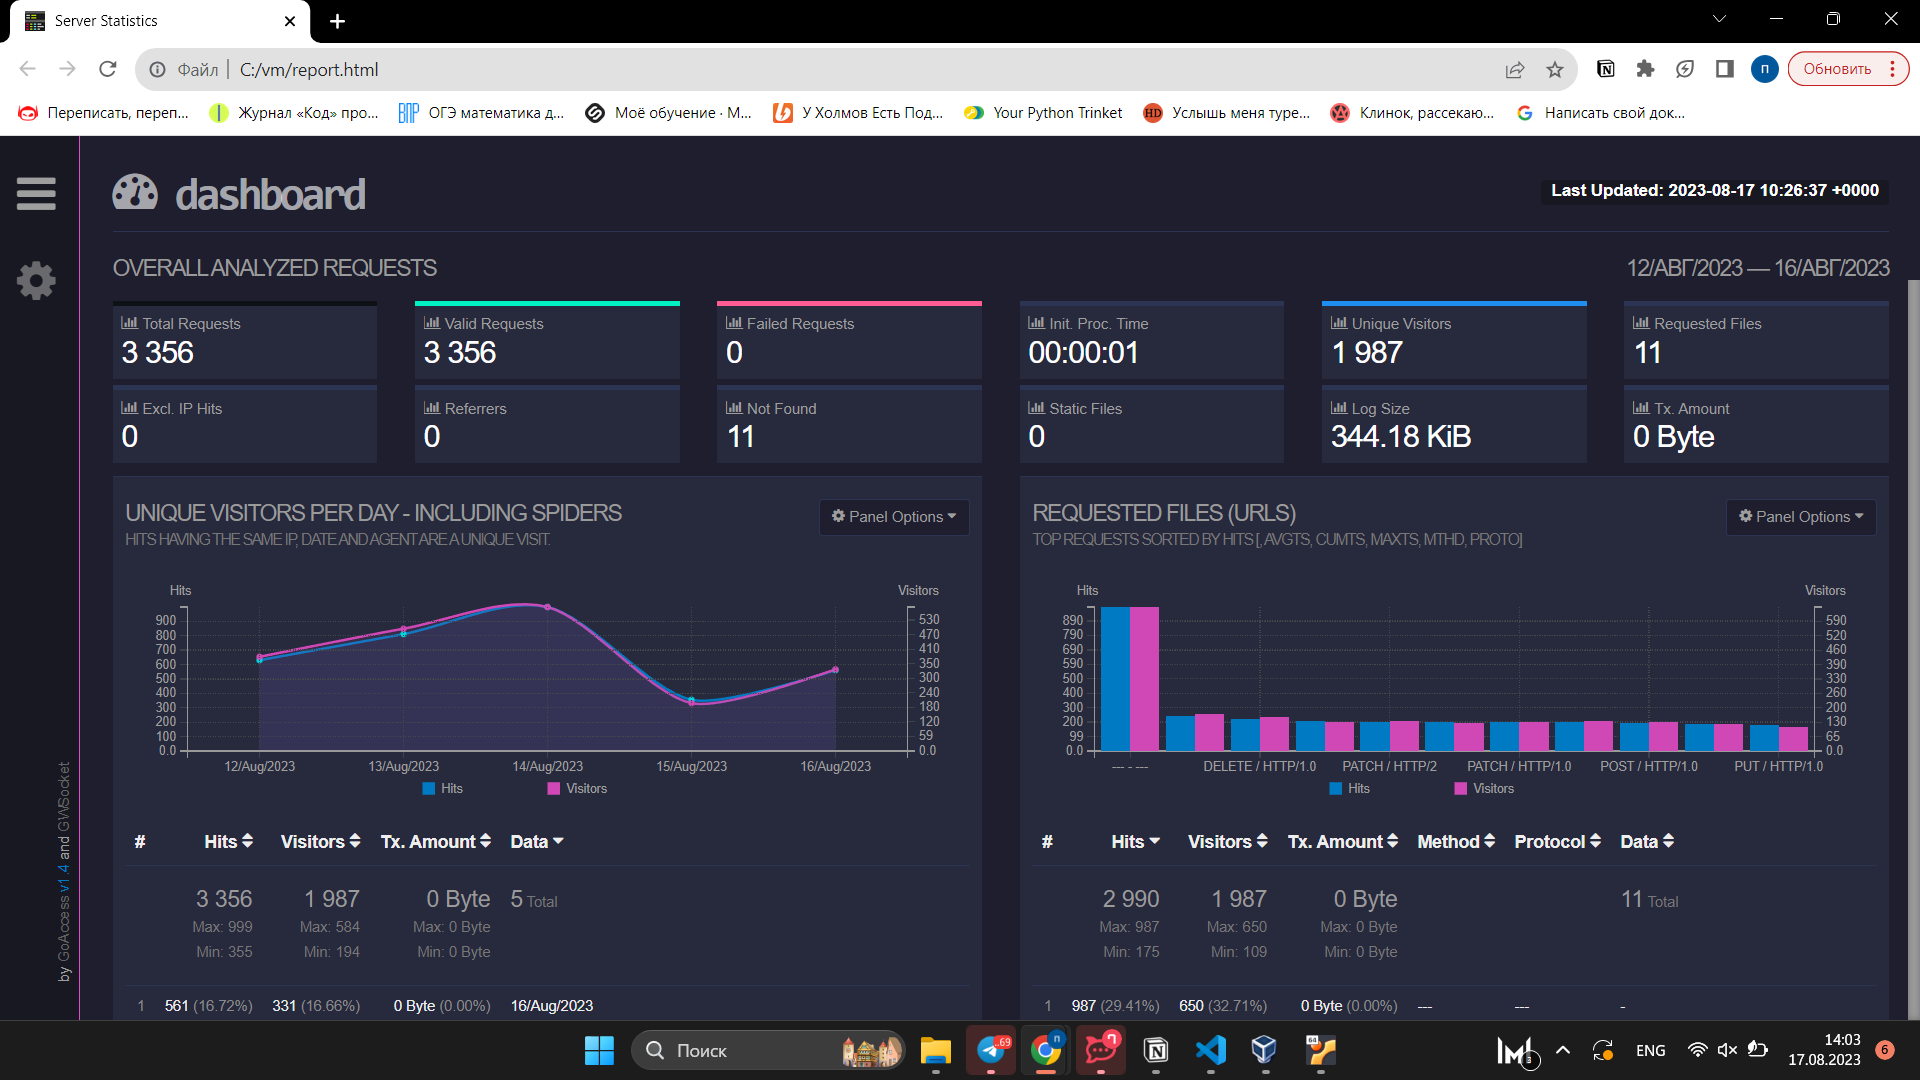 Server Statistics
Файл | C:/vm/report.html
Обновить
Переписать, переп...
Журнал «Код» про...
ОГЭ математика д...
Моё обучение · М...
У Холмов Есть Под...
Your Python Trinket
Услышь меня туре...
Клинок, рассекаю...
Написать свой док...
dashboard
Last Updated: 2023-08-17 10:26:37 +0000
OVERALL ANALYZED REQUESTS
12/АВГ/2023 — 16/АВГ/2023
Total Requests
3 356
Valid Requests
3 356
Failed Requests
0
Init. Proc. Time
00:00:01
Unique Visitors
1 987
Requested Files
11
Excl. IP Hits
0
Referrers
0
Not Found
11
Static Files
0
Log Size
344.18 KiB
Tx. Amount
0 Byte
UNIQUE VISITORS PER DAY - INCLUDING SPIDERS
Panel Options
HITS HAVING THE SAME IP, DATE AND AGENT ARE A UNIQUE VISIT.
Hits Visitors
900 530
800 470
700 410
600 350
500 300
400 240
300 180
200 120
100 59
0.0 0.0
12/Aug/2023 13/Aug/2023 14/Aug/2023 15/Aug/2023 16/Aug/2023
Hits Visitors
# Hits Visitors Tx. Amount Data
3 356 1 987 0 Byte 5 Total
Max: 999 Max: 584 Max: 0 Byte
Min: 355 Min: 194 Min: 0 Byte
1 561 (16.72%) 331 (16.66%) 0 Byte (0.00%) 16/Aug/2023
REQUESTED FILES (URLS)
Panel Options
TOP REQUESTS SORTED BY HITS [, AVGTS, CUMTS, MAXTS, MTHD, PROTO]
Hits Visitors
890 590
790 520
690 460
590 390
500 330
400 260
300 200
200 130
99 65
0.0 0.0
--- - --- DELETE / HTTP/1.0 PATCH / HTTP/2 PATCH / HTTP/1.0 POST / HTTP/1.0 PUT / HTTP/1.0
Hits Visitors
# Hits Visitors Tx. Amount Method Protocol Data
2 990 1 987 0 Byte 11 Total
Max: 987 Max: 650 Max: 0 Byte
Min: 175 Min: 109 Min: 0 Byte
1 987 (29.41%) 650 (32.71%) 0 Byte (0.00%) --- --- -
by GoAccess v1.4 and GWSocket
Поиск
ENG
14:03
17.08.2023
6